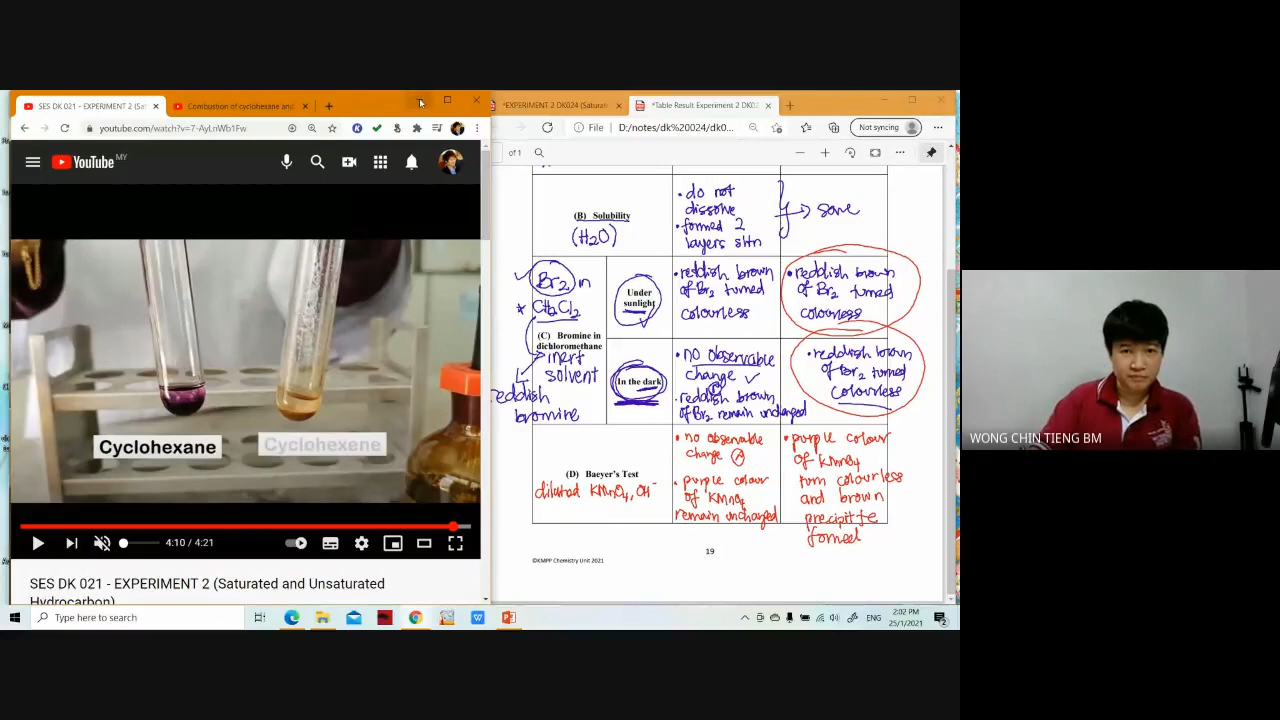 SES DK 021 - EXPERIMENT 2 (Sat
Combustion of cyclohexane and
*EXPERIMENT 2 DK024 (Saturat
*Table Result Experiment 2 DK02
youtube.com/watch?v=7-AyLnWb1Fw
File
D:/notes/dk%20024/dk0...
Not syncing
of 1
YouTube MY
Cyclohexane
Cyclohexene
4:10 / 4:21
SES DK 021 - EXPERIMENT 2 (Saturated and Unsaturated
Hydrocarbon)
(B) Solubility
(H2O)
• do not
dissolve
• formed 2
layers
Br2 in
* CH2Cl2
(C) Bromine in
dichloromethane
inert
solvent
reddish
bromine
Under
sunlight
• reddish brown
of Br2 turned
colourless
• reddish brown
of Br2 turned
colourless
In the dark
• no observable
change
• reddish brown
of Br2 remain unchanged
• reddish brown
of Br2 turned
colourless
(D) Baeyer's Test
diluted KMnO4, OH-
• no observable
change
• purple colour
of KMnO4
remain unchanged
• purple colour
of KMnO4
turn colourless
and brown
formed
19
©KMPP Chemistry Unit 2021
Type here to search
ENG
2:02 PM
25/1/2021
2
WONG CHIN TIENG BM